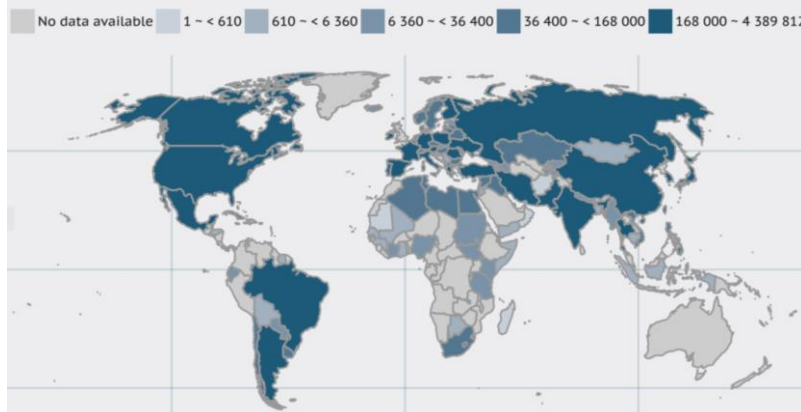 No data available 1 ~ < 610 610 ~ < 6 360 6 360 ~ < 36 400 36 400 ~ < 168 000 168 000 ~ 4 389 812